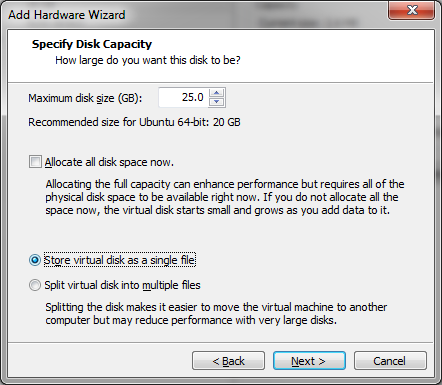 Add Hardware Wizard
Specify Disk Capacity
How large do you want this disk to be?
Maximum disk size (GB): 25.0
Recommended size for Ubuntu 64-bit: 20 GB
Allocate all disk space now.
Allocating the full capacity can enhance performance but requires all of the
physical disk space to be available right now. If you do not allocate all the
space now, the virtual disk starts small and grows as you add data to it.
Store virtual disk as a single file
Split virtual disk into multiple files
Splitting the disk makes it easier to move the virtual machine to another
computer but may reduce performance with very large disks.
< Back Next > Cancel